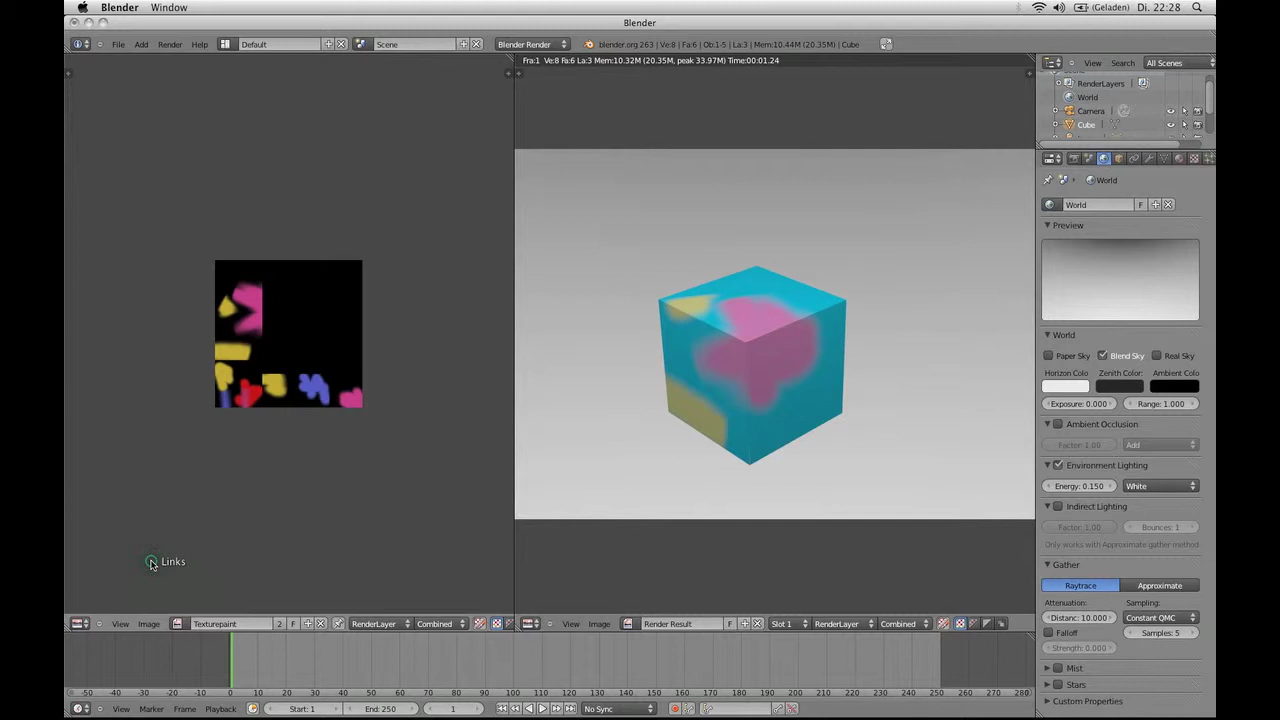 Blender Window (Geladen) Di. 22:28
Blender
File Add Render Help Default Scene Blender Render blender.org 263 | Ve:8 | Fa:6 | Ob:1-5 | La:3 | Mem:10.44M (20.35M) | Cube
Fra:1 Ve:8 Fa:6 La:3 Mem:10.32M (20.35M, peak 33.97M) Time:00:01.24
View Search All Scenes
RenderLayers
World
Camera
Cube
World
World F
Preview
World
Paper Sky Blend Sky Real Sky
Horizon Colo Zenith Color: Ambient Colo
Exposure: 0.000 Range: 1.000
Ambient Occlusion
Factor: 1.00 Add
Environment Lighting
Energy: 0.150 White
Indirect Lighting
Factor: 1.00 Bounces: 1
Only works with Approximate gather method
Gather
Raytrace Approximate
Attenuation: Sampling:
Distanc: 10.000 Constant QMC
Falloff Samples: 5
Strength: 0.000
Mist
Stars
Custom Properties
Links
View Image Texturepaint 2 F RenderLayer Combined
View Image Render Result F Slot 1 RenderLayer Combined
-50 -40 -30 -20 -10 0 10 20 30 40 50 60 70 80 90 100 110 120 130 140 150 160 170 180 190 200 210 220 230 240 250 260 270 280
View Marker Frame Playback Start: 1 End: 250 1 No Sync